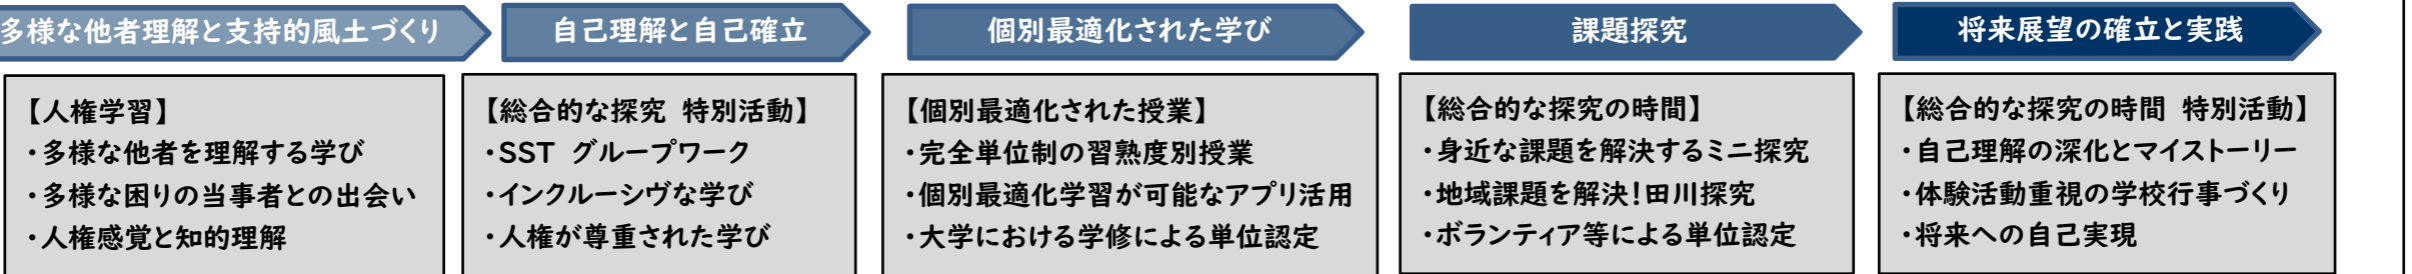 多様な他者理解と支持的風土づくり
自己理解と自己確立
個別最適化された学び
課題探究
将来展望の確立と実践
【人権学習】
・多様な他者を理解する学び
・多様な困りの当事者との出会い
・人権感覚と知的理解
【総合的な探究 特別活動】
・SST グループワーク
・インクルーシヴな学び
・人権が尊重された学び
【個別最適化された授業】
・完全単位制の習熟度別授業
・個別最適化学習が可能なアプリ活用
・大学における学修による単位認定
【総合的な探究の時間】
・身近な課題を解決するミニ探究
・地域課題を解決!田川探究
・ボランティア等による単位認定
【総合的な探究の時間 特別活動】
・自己理解の深化とマイストーリー
・体験活動重視の学校行事づくり
・将来への自己実現